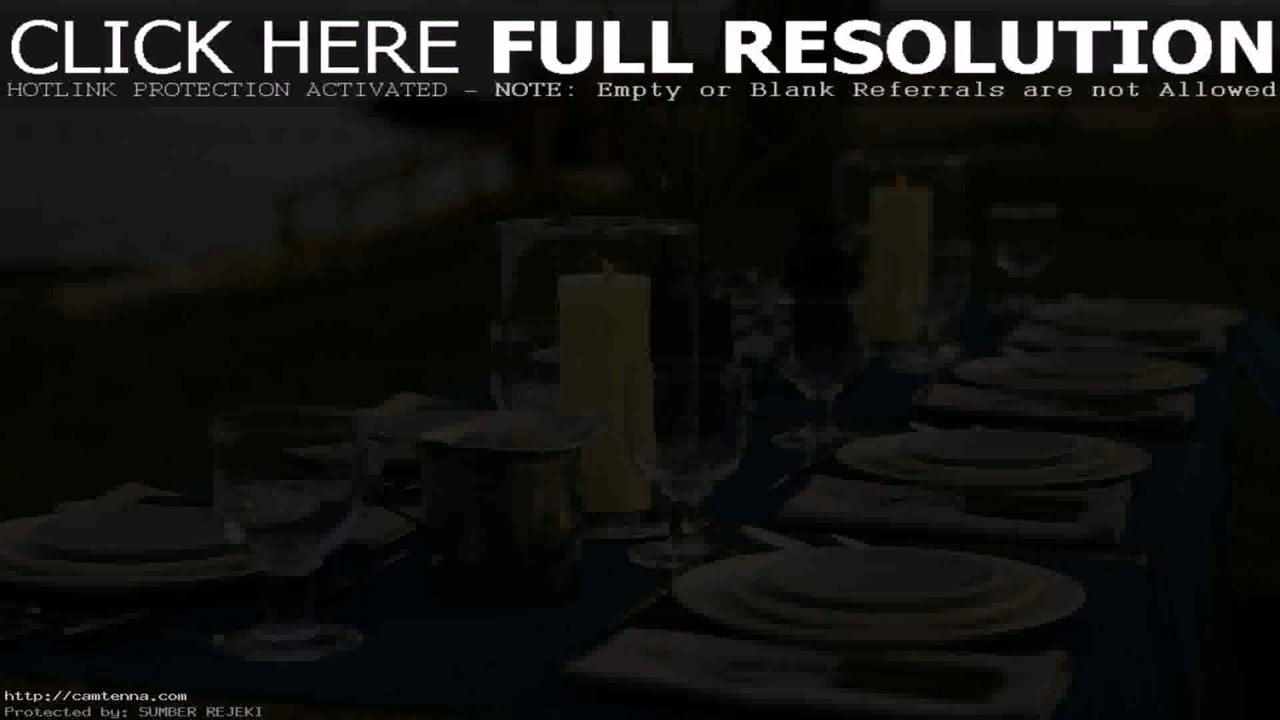 CLICK HERE FULL RESOLUTION
HOTLINK PROTECTION ACTIVATED – NOTE: Empty or Blank Referrals are not Allowed
http://camtenna.com
Protected by: SUMBER REJEKI